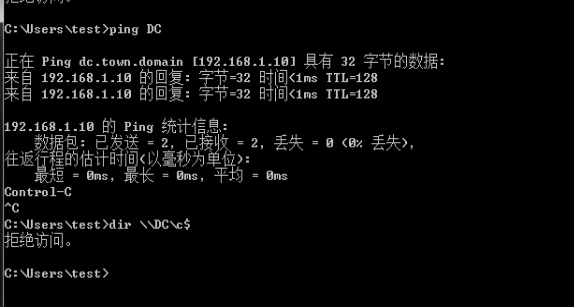 拒绝访问。
C:\Users\test>ping DC
正在 Ping dc.town.domain [192.168.1.10] 具有 32 字节的数据:
来自 192.168.1.10 的回复: 字节=32 时间<1ms TTL=128
来自 192.168.1.10 的回复: 字节=32 时间<1ms TTL=128
192.168.1.10 的 Ping 统计信息:
数据包: 已发送 = 2，已接收 = 2，丢失 = 0 (0% 丢失)，
往返行程的估计时间(以毫秒为单位):
最短 = 0ms，最长 = 0ms，平均 = 0ms
Control-C
^C
C:\Users\test>dir \\DC\c$
拒绝访问。
C:\Users\test>